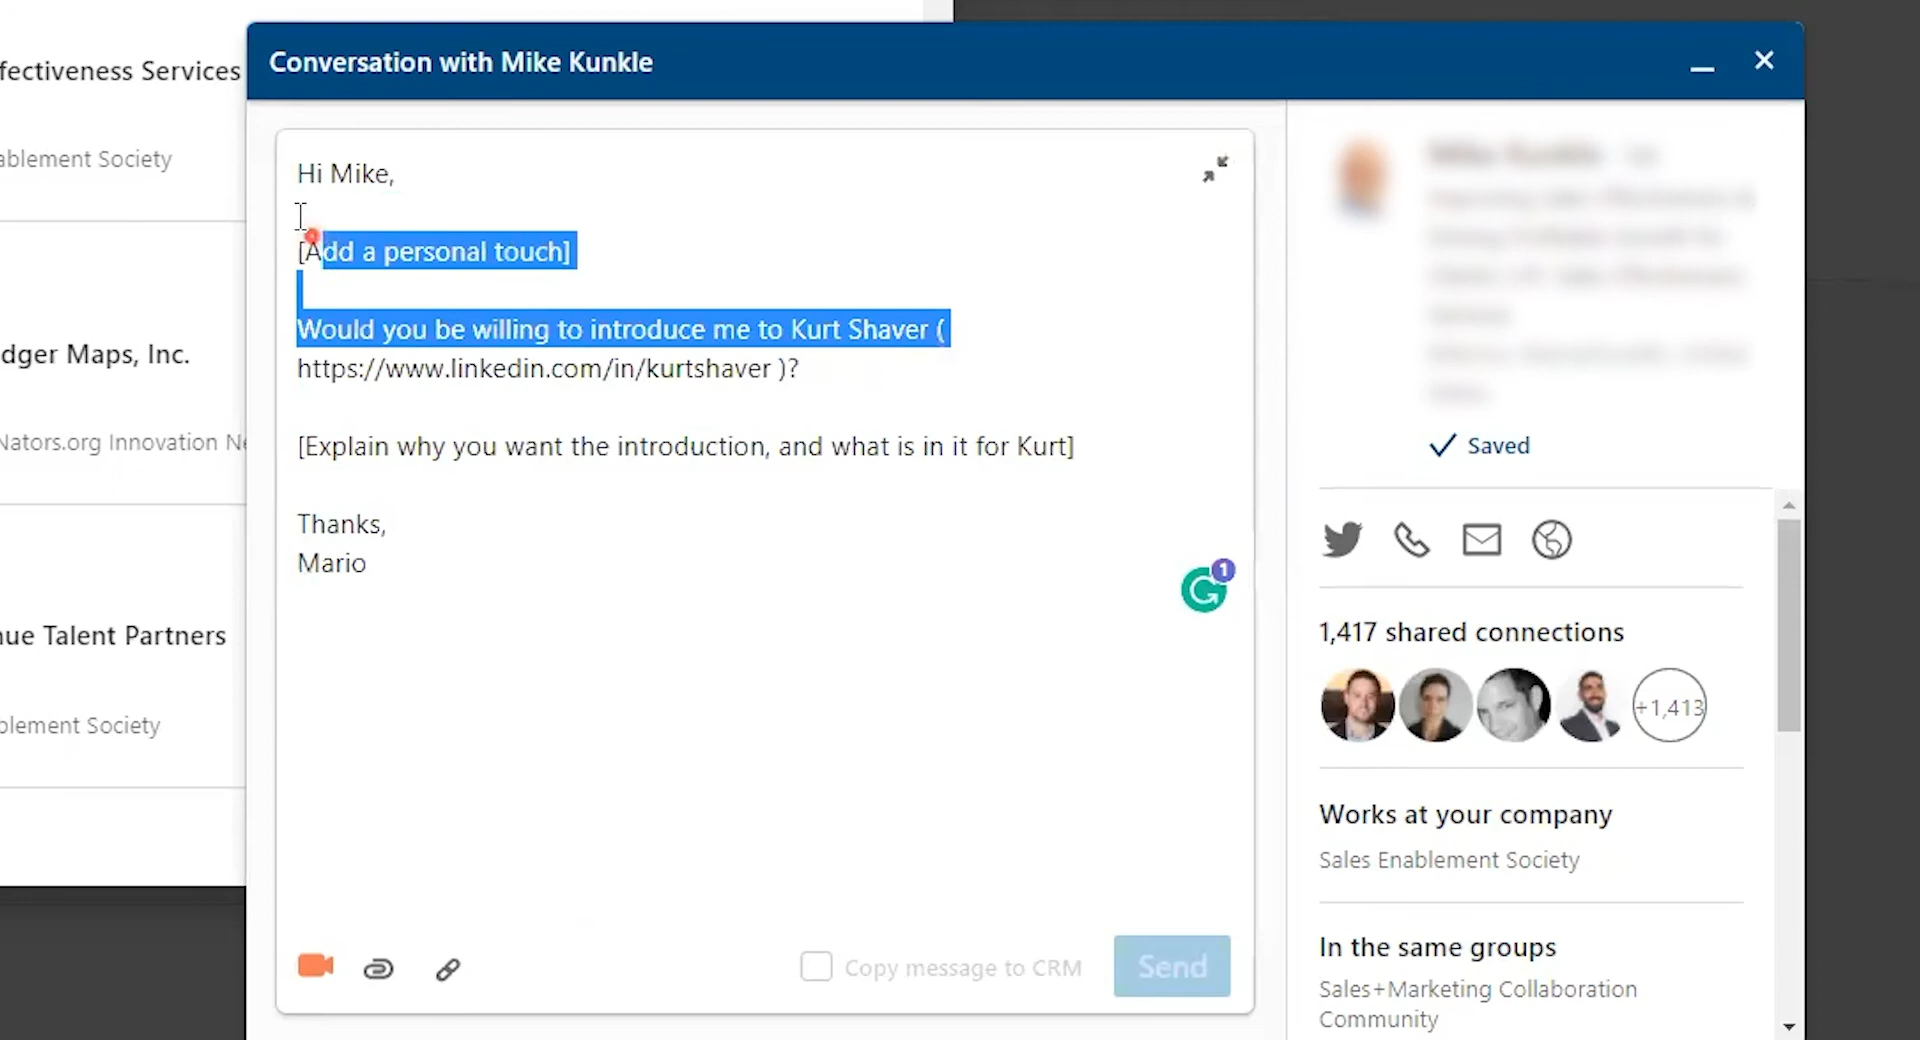 fectiveness Services
ablement Society
dger Maps, Inc.
Nators.org Innovation Ne
nue Talent Partners
blement Society
Conversation with Mike Kunkle
Hi Mike,
[Add a personal touch]
Would you be willing to introduce me to Kurt Shaver (
https://www.linkedin.com/in/kurtshaver )?
[Explain why you want the introduction, and what is in it for Kurt]
Thanks,
Mario
1
Copy message to CRM
Send
Saved
1,417 shared connections
+1,413
Works at your company
Sales Enablement Society
In the same groups
Sales+Marketing Collaboration
Community